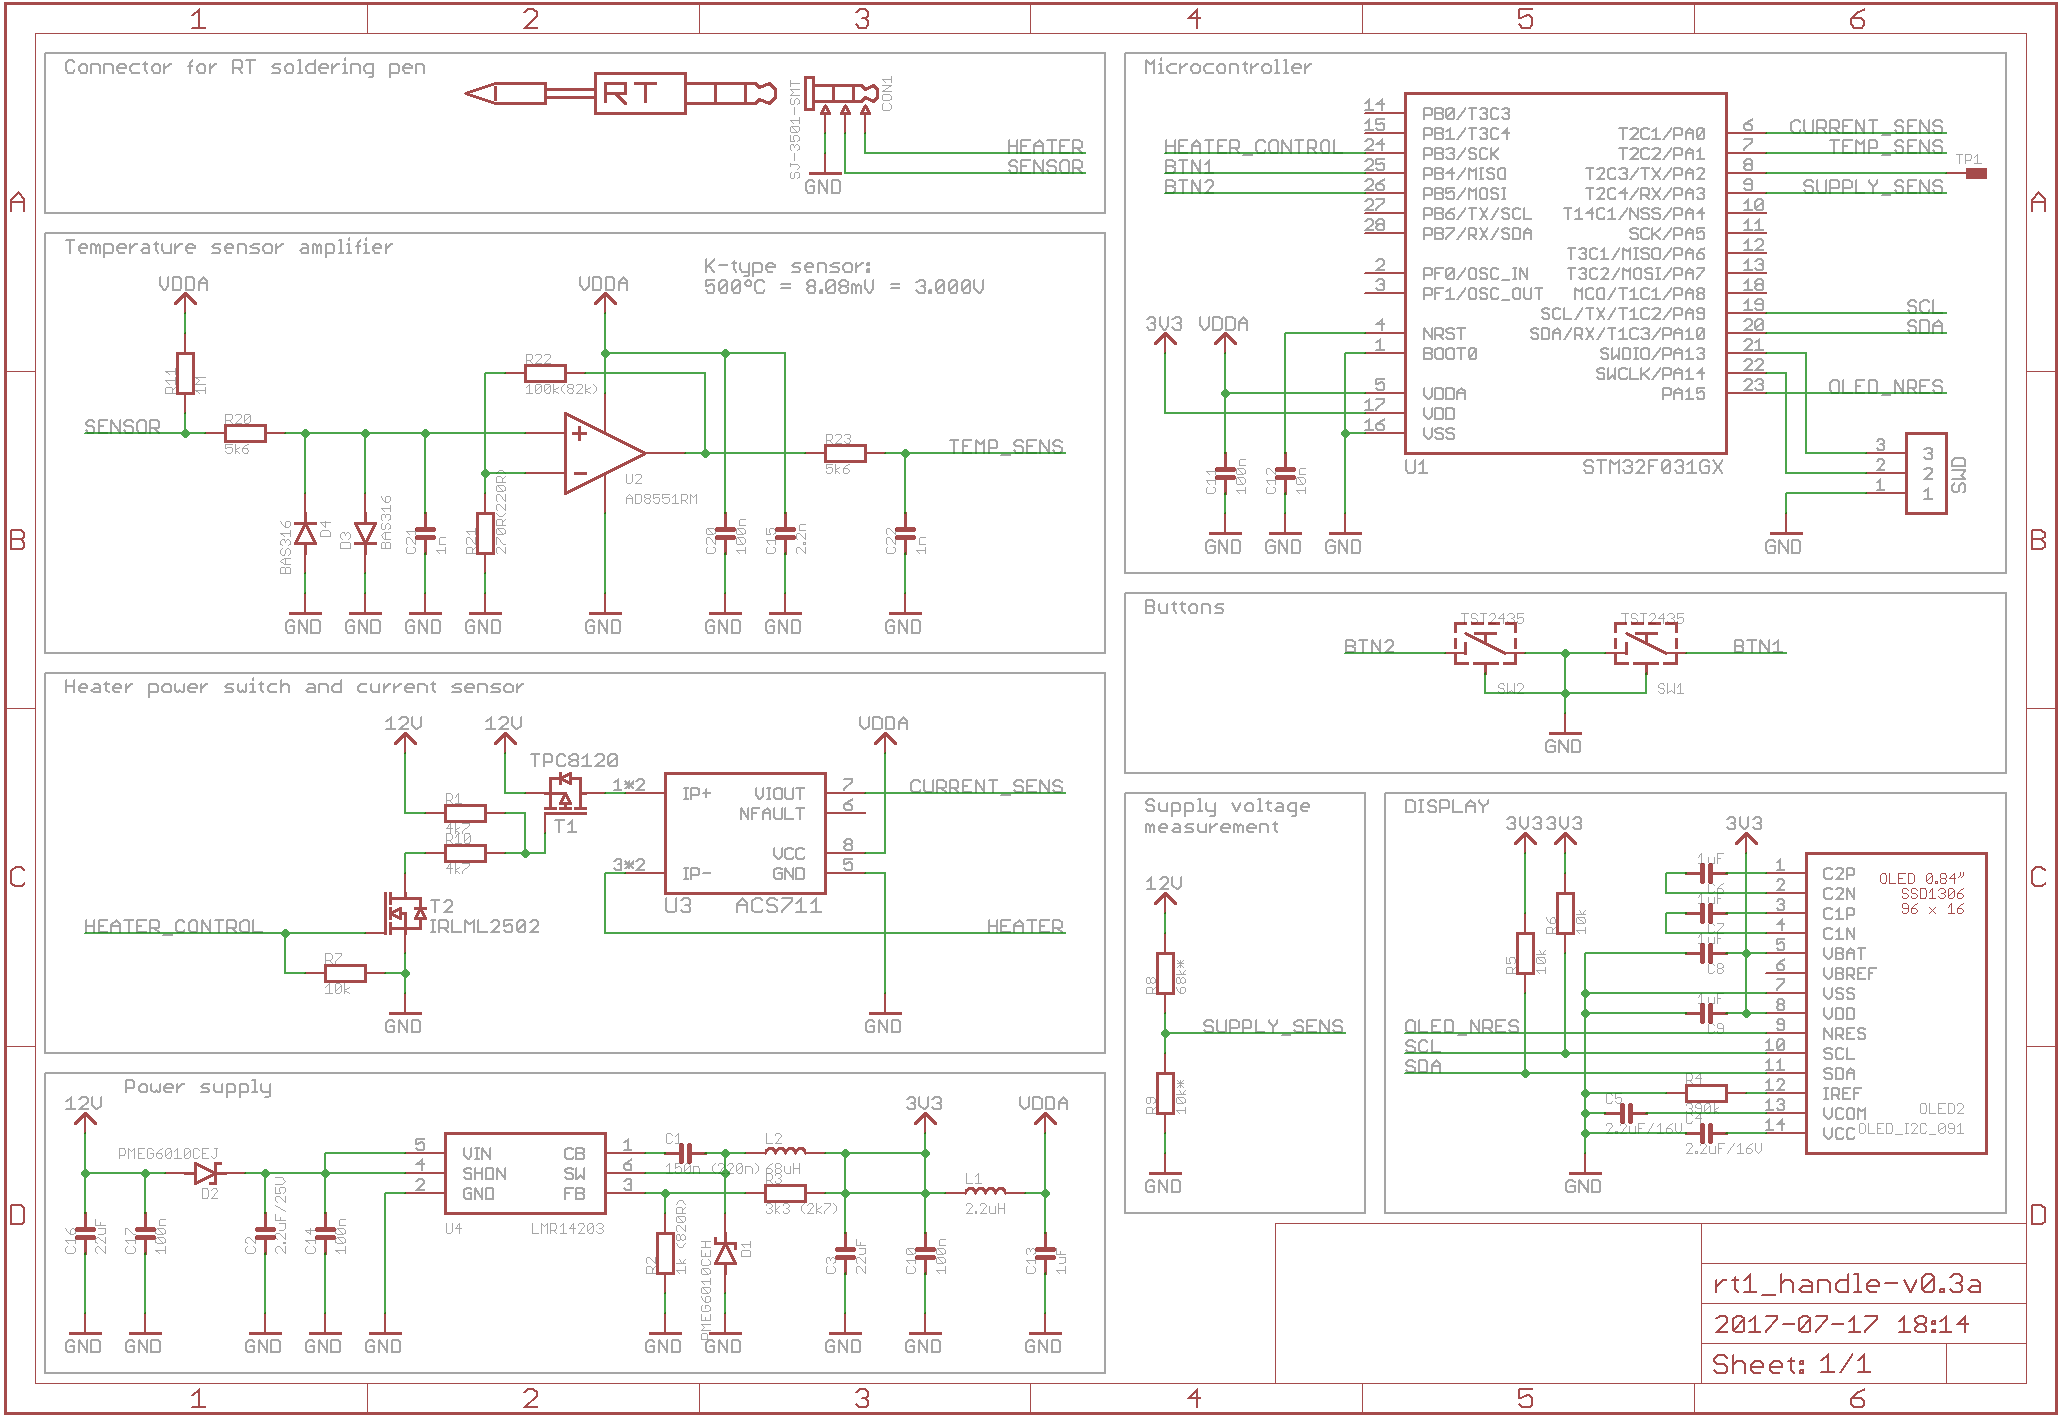 1 2 3 4 5 6
A
B
C
D
Connector for RT soldering pen
RT
SJ-3501-SMT
CON1
HEATER
SENSOR
GND
Temperature sensor amplifier
K-type sensor:
500°C = 8.08mV = 3.000V
VDDA
VDDA
R11
1M
SENSOR
R20
5k6
R22
100k(82k)
BAS316
D4
D3
BAS316
C21
1n
R21
270R(220R)
U2
AD8551RM
C20
100n
C15
2.2n
R23
5k6
TEMP_SENS
C22
1n
GND GND GND GND GND GND GND GND
Heater power switch and current sensor
12V 12V VDDA
TPC8120
T1
R1
4k7
R10
4k7
1*2 IP+ VIOUT 7 CURRENT_SENS
NFAULT 6
VCC 8
3*2 IP- GND 5
U3 ACS711
HEATER_CONTROL
T2
IRLML2502
HEATER
R7
10k
GND GND
Power supply
12V 3V3 VDDA
PMEG6010CEJ
D2
5 VIN CB 1
4 SHDN SW 6
2 GND FB 3
U4 LMR14203
C1
150n (220n)
L2
68uH
R3
3k3 (2k7)
L1
2.2uH
C16
22uF
C17
100n
C2
2.2uF/25V
C14
100n
R2
1k (820R)
PMEG6010CEH
D1
C3
22uF
C10
100n
C13
1uF
GND GND GND GND GND GND GND GND GND GND
Microcontroller
14 PB0/T3C3
15 PB1/T3C4 T2C1/PA0 6 CURRENT_SENS
HEATER_CONTROL 24 PB3/SCK T2C2/PA1 7 TEMP_SENS
BTN1 25 PB4/MISO T2C3/TX/PA2 8 TP1
BTN2 26 PB5/MOSI T2C4/RX/PA3 9 SUPPLY_SENS
27 PB6/TX/SCL T14C1/NSS/PA4 10
28 PB7/RX/SDA SCK/PA5 11
T3C1/MISO/PA6 12
2 PF0/OSC_IN T3C2/MOSI/PA7 13
3 PF1/OSC_OUT MCO/T1C1/PA8 18
SCL/TX/T1C2/PA9 19 SCL
4 NRST SDA/RX/T1C3/PA10 20 SDA
1 BOOT0 SWDIO/PA13 21
SWCLK/PA14 22
5 VDDA PA15 23 OLED_NRES
17 VDD
16 VSS
3V3 VDDA
U1 STM32F031GX
C11
100n
C12
10n
3 3
2 2
1 1
SWD
GND GND GND GND
Buttons
TST2435 TST2435
BTN2 BTN1
SW2 SW1
GND
Supply voltage
measurement
12V
R8
68k*
SUPPLY_SENS
R9
10k*
GND
DISPLAY
3V3 3V3 3V3
1uF
C6
1uF
C7
1uF
C8
1uF
C9
R6
10k
R5
10k
OLED 0.84"
SSD1306
96 x 16
1 C2P
2 C2N
3 C1P
4 C1N
5 VBAT
6 VBREF
7 VSS
8 VDD
OLED_NRES 9 NRES
SCL 10 SCL
SDA 11 SDA
12 IREF
13 VCOM
14 VCC
R4
390k
C5
2.2uF/16V
C4
2.2uF/16V
OLED2
OLED_I2C_091
GND
rt1_handle-v0.3a
2017-07-17 18:14
Sheet: 1/1
A
B
C
D
1 2 3 4 5 6